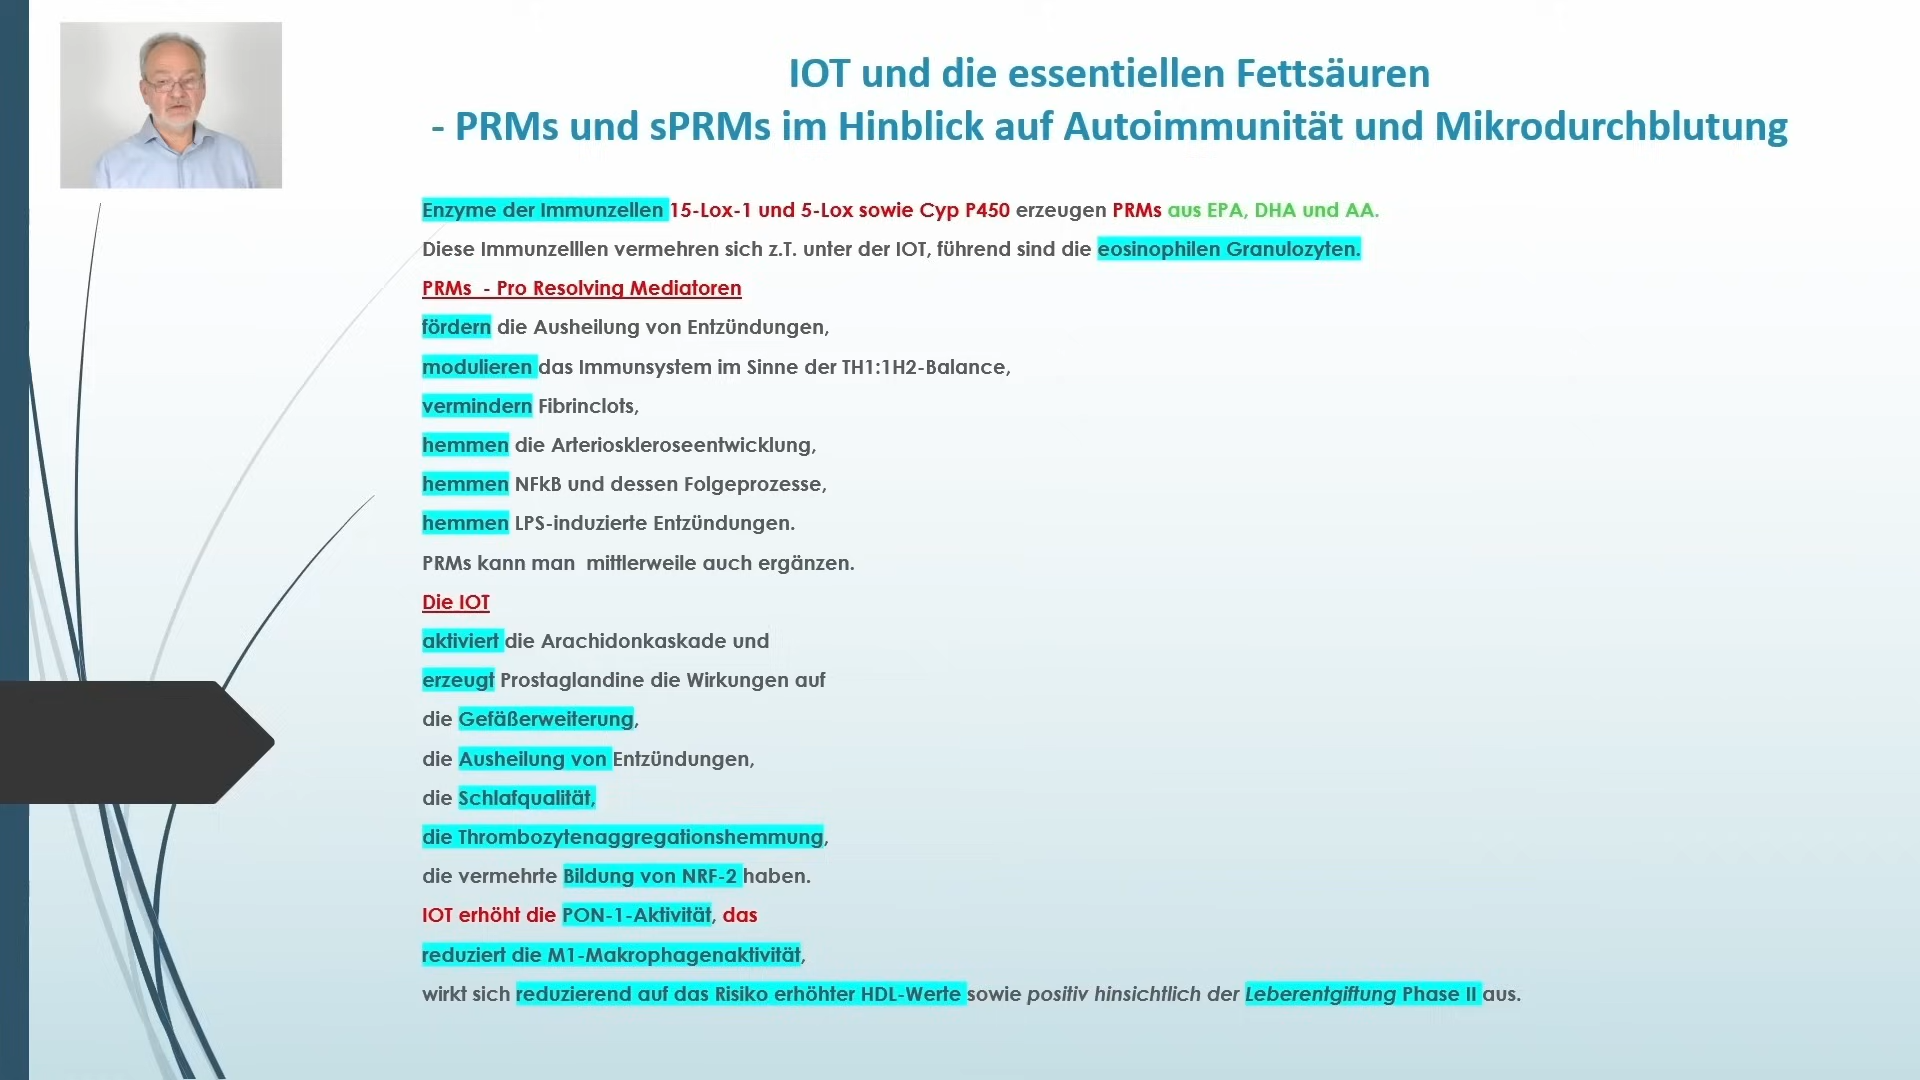 IOT und die essentiellen Fettsäuren
- PRMs und sPRMs im Hinblick auf Autoimmunität und Mikrodurchblutung
Enzyme der Immunzellen 15-Lox-1 und 5-Lox sowie Cyp P450 erzeugen PRMs aus EPA, DHA und AA.
Diese Immunzelllen vermehren sich z.T. unter der IOT, führend sind die eosinophilen Granulozyten.
PRMs - Pro Resolving Mediatoren
fördern die Ausheilung von Entzündungen,
modulieren das Immunsystem im Sinne der TH1:1H2-Balance,
vermindern Fibrinclots,
hemmen die Arterioskleroseentwicklung,
hemmen NFkB und dessen Folgeprozesse,
hemmen LPS-induzierte Entzündungen.
PRMs kann man mittlerweile auch ergänzen.
Die IOT
aktiviert die Arachidonkaskade und
erzeugt Prostaglandine die Wirkungen auf
die Gefäßerweiterung,
die Ausheilung von Entzündungen,
die Schlafqualität,
die Thrombozytenaggregationshemmung,
die vermehrte Bildung von NRF-2 haben.
IOT erhöht die PON-1-Aktivität, das
reduziert die M1-Makrophagenaktivität,
wirkt sich reduzierend auf das Risiko erhöhter HDL-Werte sowie positiv hinsichtlich der Leberentgiftung Phase II aus.